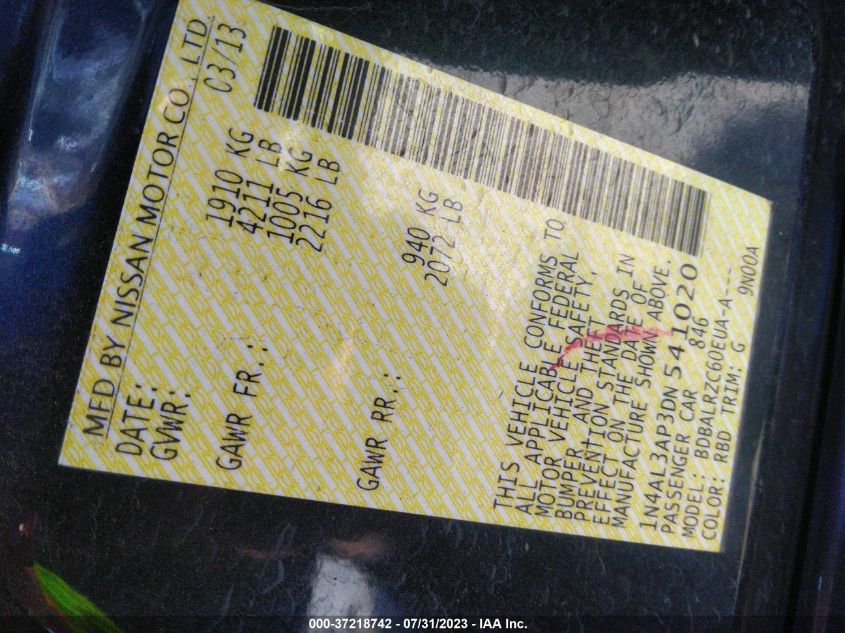 MFD BY NISSAN MOTOR CO., LTD
DATE: 03/13
GVWR: 1910 KG
4211 LB
GAWR FR.: 1005 KG
2216 LB
GAWR RR.: 940 KG
2072 LB
THIS VEHICLE CONFORMS TO
ALL APPLICABLE FEDERAL
MOTOR VEHICLE SAFETY,
BUMPER AND THEFT
PREVENTION STANDARDS IN
EFFECT ON THE DATE OF
MANUFACTURE SHOWN ABOVE.
1N4AL3AP3DN 541020
PASSENGER CAR 846
MODEL: BDBALRZC60EUA-A---
COLOR: RBD TRIM: G 9N00A
000-37218742 - 07/31/2023 - IAA Inc.